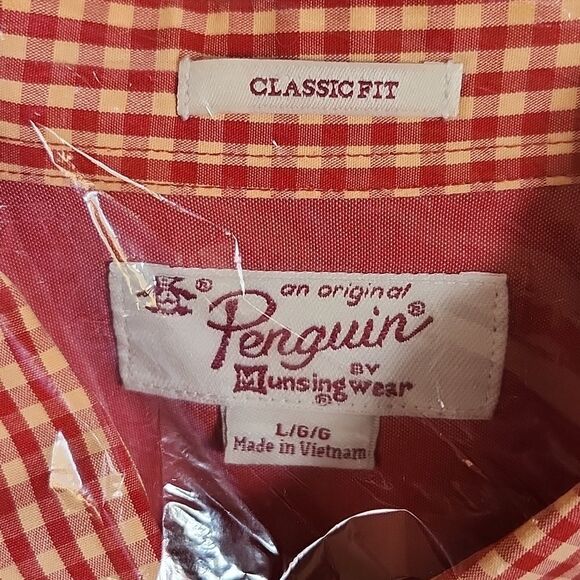 CLASSIC FIT
an original
Penguin®
BY
Munsingwear®
L/G/G
Made in Vietnam